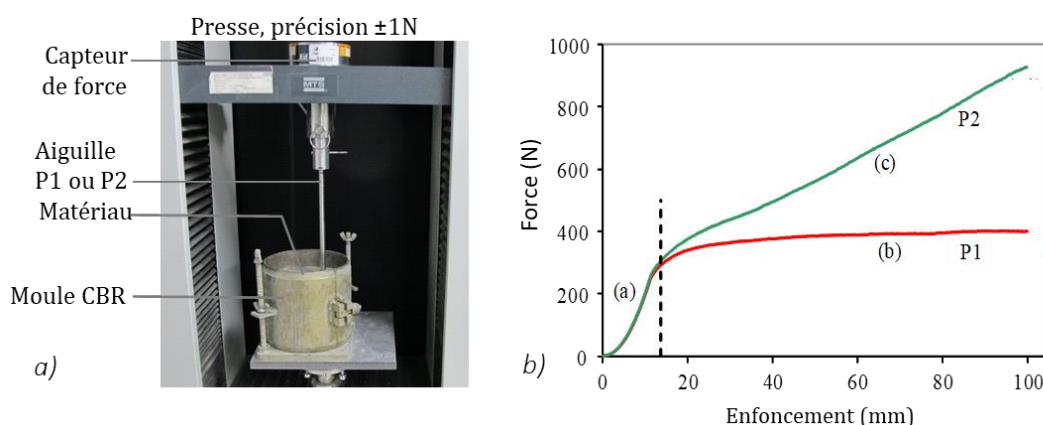 Presse, précision ±1N
Capteur
de force
MTS
Aiguille
P1 ou P2
Matériau
Moule CBR
a)
1000
800
600
400
200
0
Force (N)
P2
(c)
(b)
P1
(a)
0
20
40
60
80
100
b)
Enfoncement (mm)